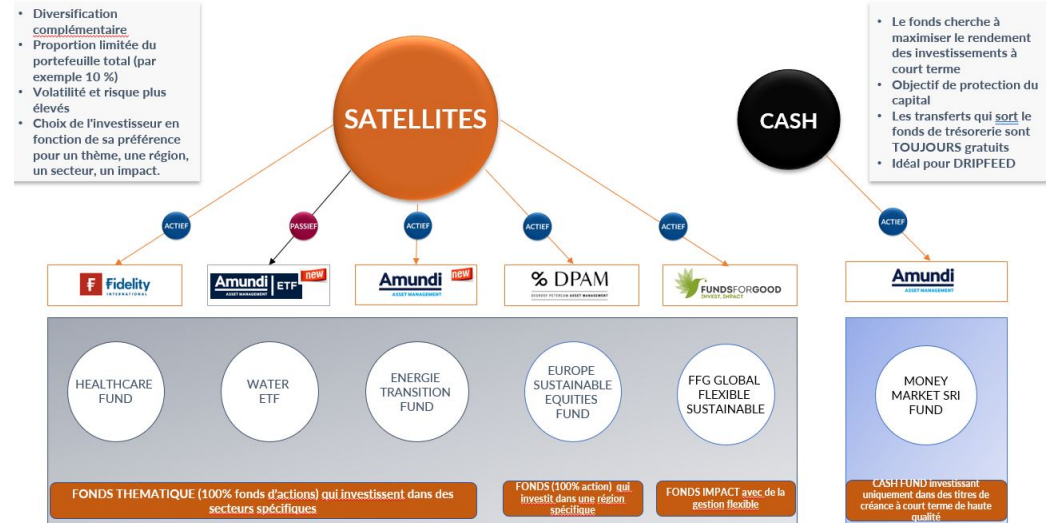 • Diversification
complémentaire
• Proportion limitée du
portefeuille total (par
exemple 10 %)
• Volatilité et risque plus
élevés
• Choix de l'investisseur en
fonction de sa préférence
pour un thème, une région,
un secteur, un impact.
SATELLITES
CASH
• Le fonds cherche à
maximiser le rendement
des investissements à
court terme
• Objectif de protection du
capital
• Les transferts qui sort le
fonds de trésorerie sont
TOUJOURS gratuits
• Idéal pour DRIPFEED
ACTIEF
PASSIEF
ACTIEF
ACTIEF
ACTIEF
ACTIEF
Fidelity
INTERNATIONAL
Amundi ETF
ASSET MANAGEMENT
new
Amundi
ASSET MANAGEMENT
new
DPAM
DEGROOF PETERCAM ASSET MANAGEMENT
FUNDSFORGOOD
INVEST, IMPACT
Amundi
ASSET MANAGEMENT
HEALTHCARE
FUND
WATER
ETF
ENERGIE
TRANSITION
FUND
EUROPE
SUSTAINABLE
EQUITIES
FUND
FFG GLOBAL
FLEXIBLE
SUSTAINABLE
MONEY
MARKET SRI
FUND
FONDS THEMATIQUE (100% fonds d'actions) qui investissent dans des
secteurs spécifiques
FONDS (100% action) qui
investit dans une région
spécifique
FONDS IMPACT avec de la
gestion flexible
CASH FUND investissant
uniquement dans des titres de
créance à court terme de haute
qualité